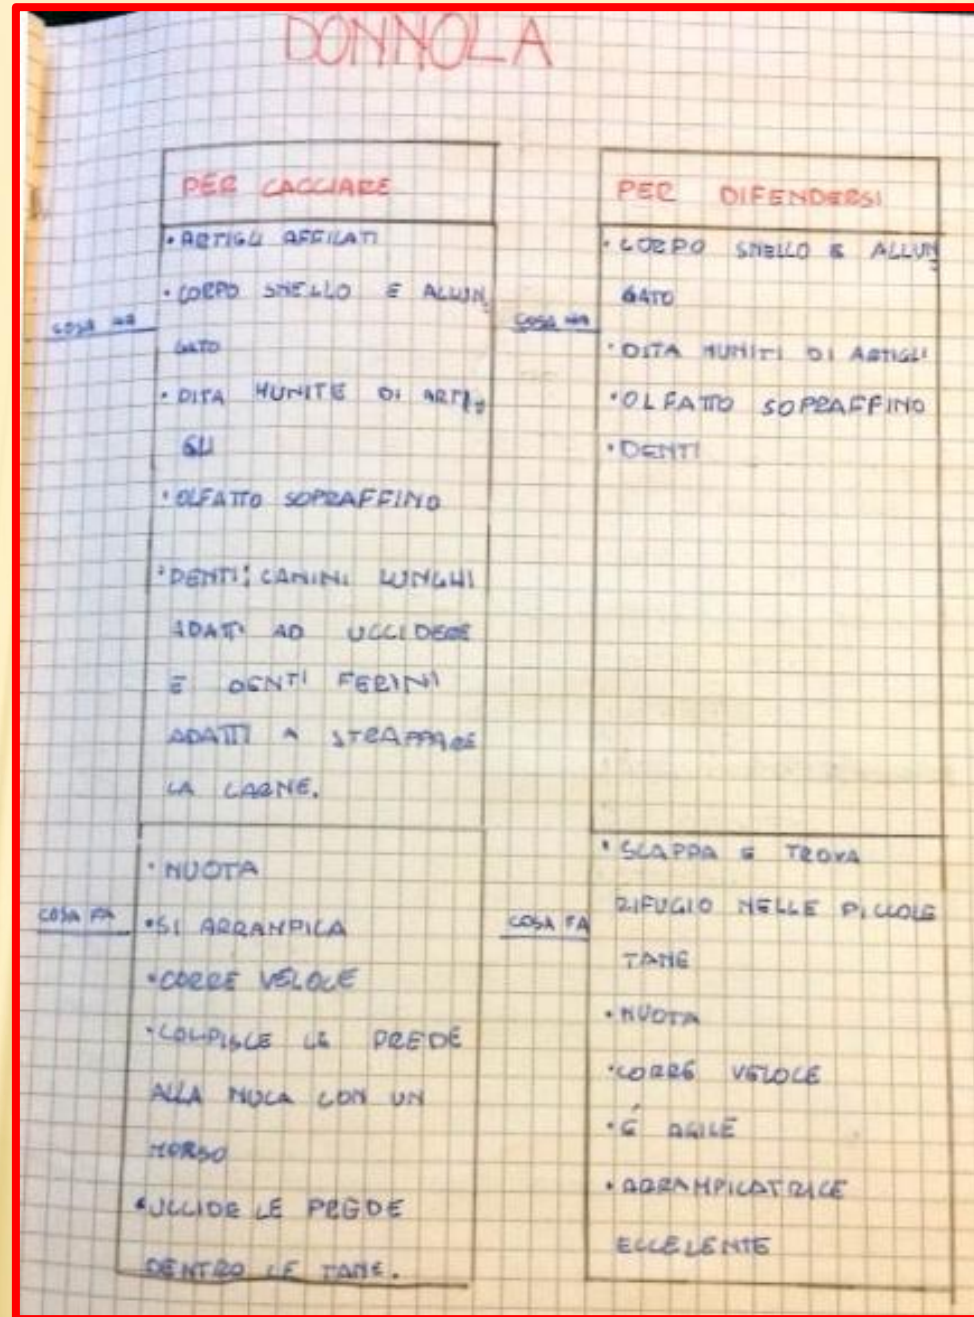 DONNOLA
PER CACCIARE
COSA HA
• ARTIGLI AFFILATI
• CORPO SNELLO E ALLUN
GATO
• DITA MUNITE DI ARTI
GLI
• OLFATTO SOPRAFFINO
• DENTI: CANINI LUNGHI
ADATTI AD UCCIDERE
E DENTI FERINI
ADATTI A STRAPPARE
LA CARNE.
COSA FA
• NUOTA
• SI ARRAMPICA
• CORRE VELOCE
• COLPISCE LE PREDE
ALLA NUCA CON UN
MORSO
• UCCIDE LE PREDE
DENTRO LE TANE.
PER DIFENDERSI
COSA HA
• CORPO SNELLO E ALLUN
GATO
• DITA MUNITI DI ARTIGLI
• OLFATTO SOPRAFFINO
• DENTI
COSA FA
• SCAPPA E TROVA
RIFUGIO NELLE PICCOLE
TANE
• NUOTA
• CORRE VELOCE
• É AGILE
• ARRAMPICATRICE
ECCELENTE